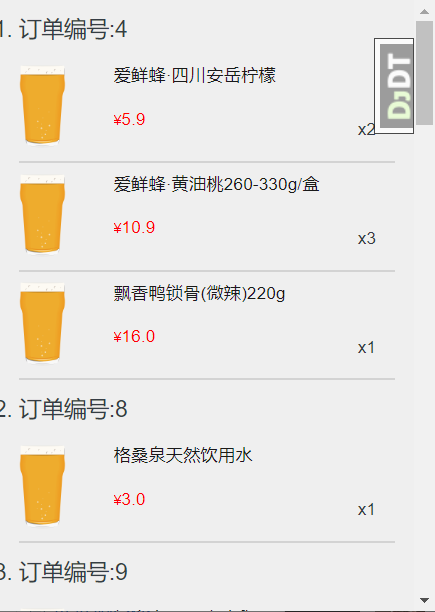 1. 订单编号:4
爱鲜蜂·四川安岳柠檬
¥5.9
x2
爱鲜蜂·黄油桃260-330g/盒
¥10.9
x3
飘香鸭锁骨(微辣)220g
¥16.0
x1
2. 订单编号:8
格桑泉天然饮用水
¥3.0
x1
3. 订单编号:9
DJDT